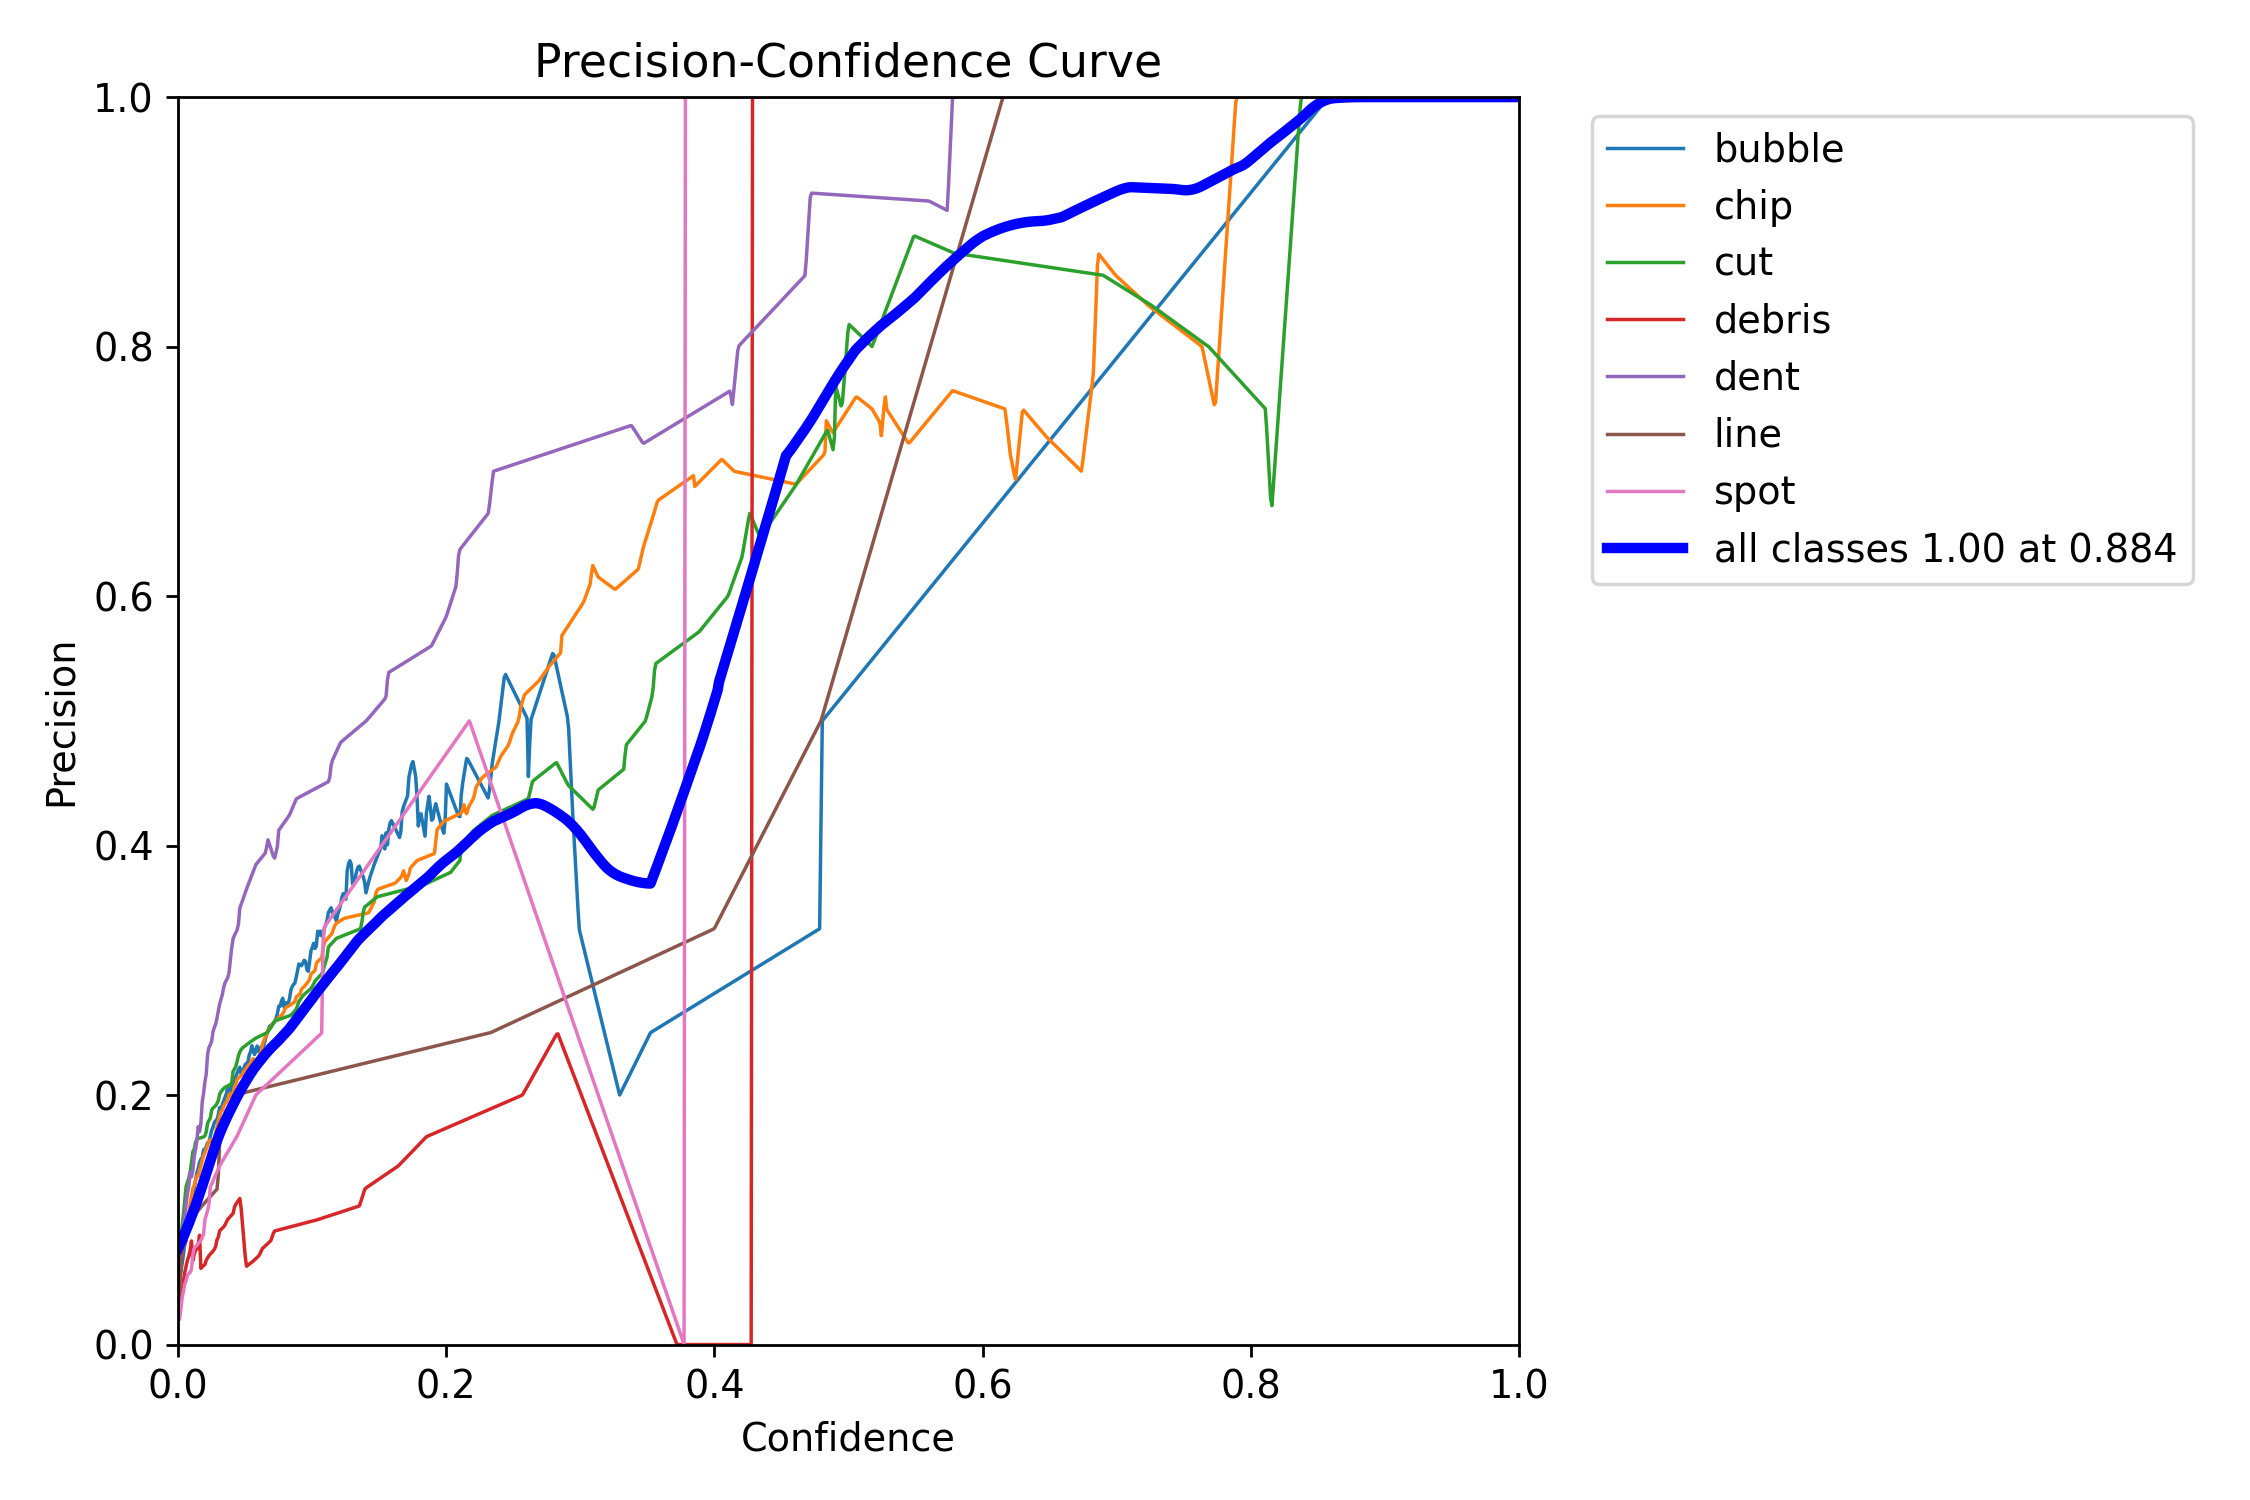 Precision-Confidence Curve
1.0
0.8
0.6
0.4
0.2
0.0
Precision
0.0 0.2 0.4 0.6 0.8 1.0
Confidence
bubble
chip
cut
debris
dent
line
spot
all classes 1.00 at 0.884